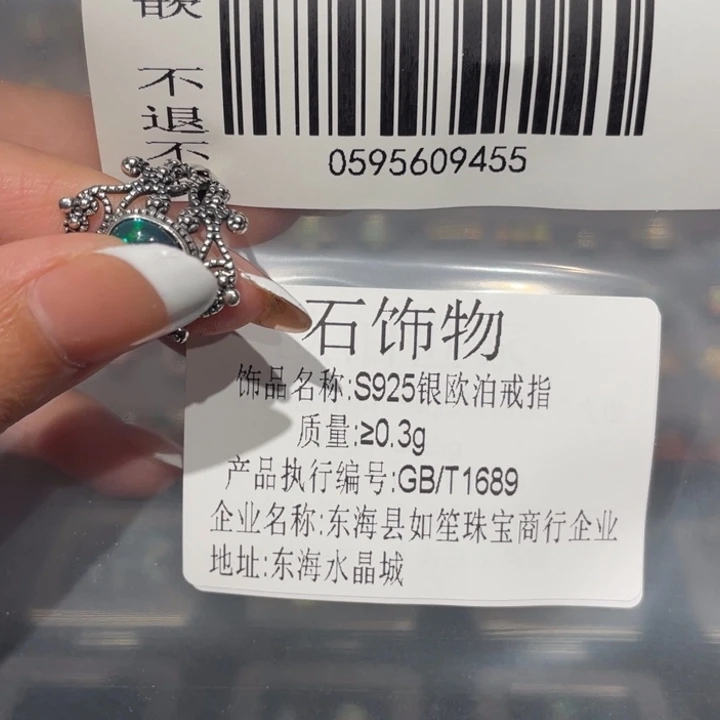 不
退
不
0595609455
石饰物
饰品名称:S925银欧泊戒指
质量:≥0.3g
产品执行编号:GB/T1689
企业名称:东海县如笙珠宝商行企业
地址:东海水晶城